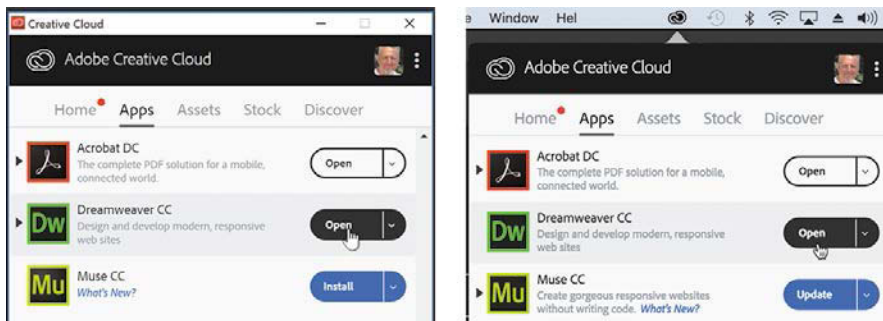 Creative Cloud
Adobe Creative Cloud
Home Apps Assets Stock Discover
Acrobat DC
The complete PDF solution for a mobile,
connected world.
Open
Dw
Dreamweaver CC
Design and develop modern, responsive
web sites
Open
Mu
Muse CC
What's New?
Install
Window Hel
Adobe Creative Cloud
Home Apps Assets Stock Discover
Acrobat DC
The complete PDF solution for a mobile,
connected world.
Open
Dw
Dreamweaver CC
Design and develop modern, responsive
web sites
Open
Mu
Muse CC
Create gorgeous responsive websites
without writing code. What's New?
Update